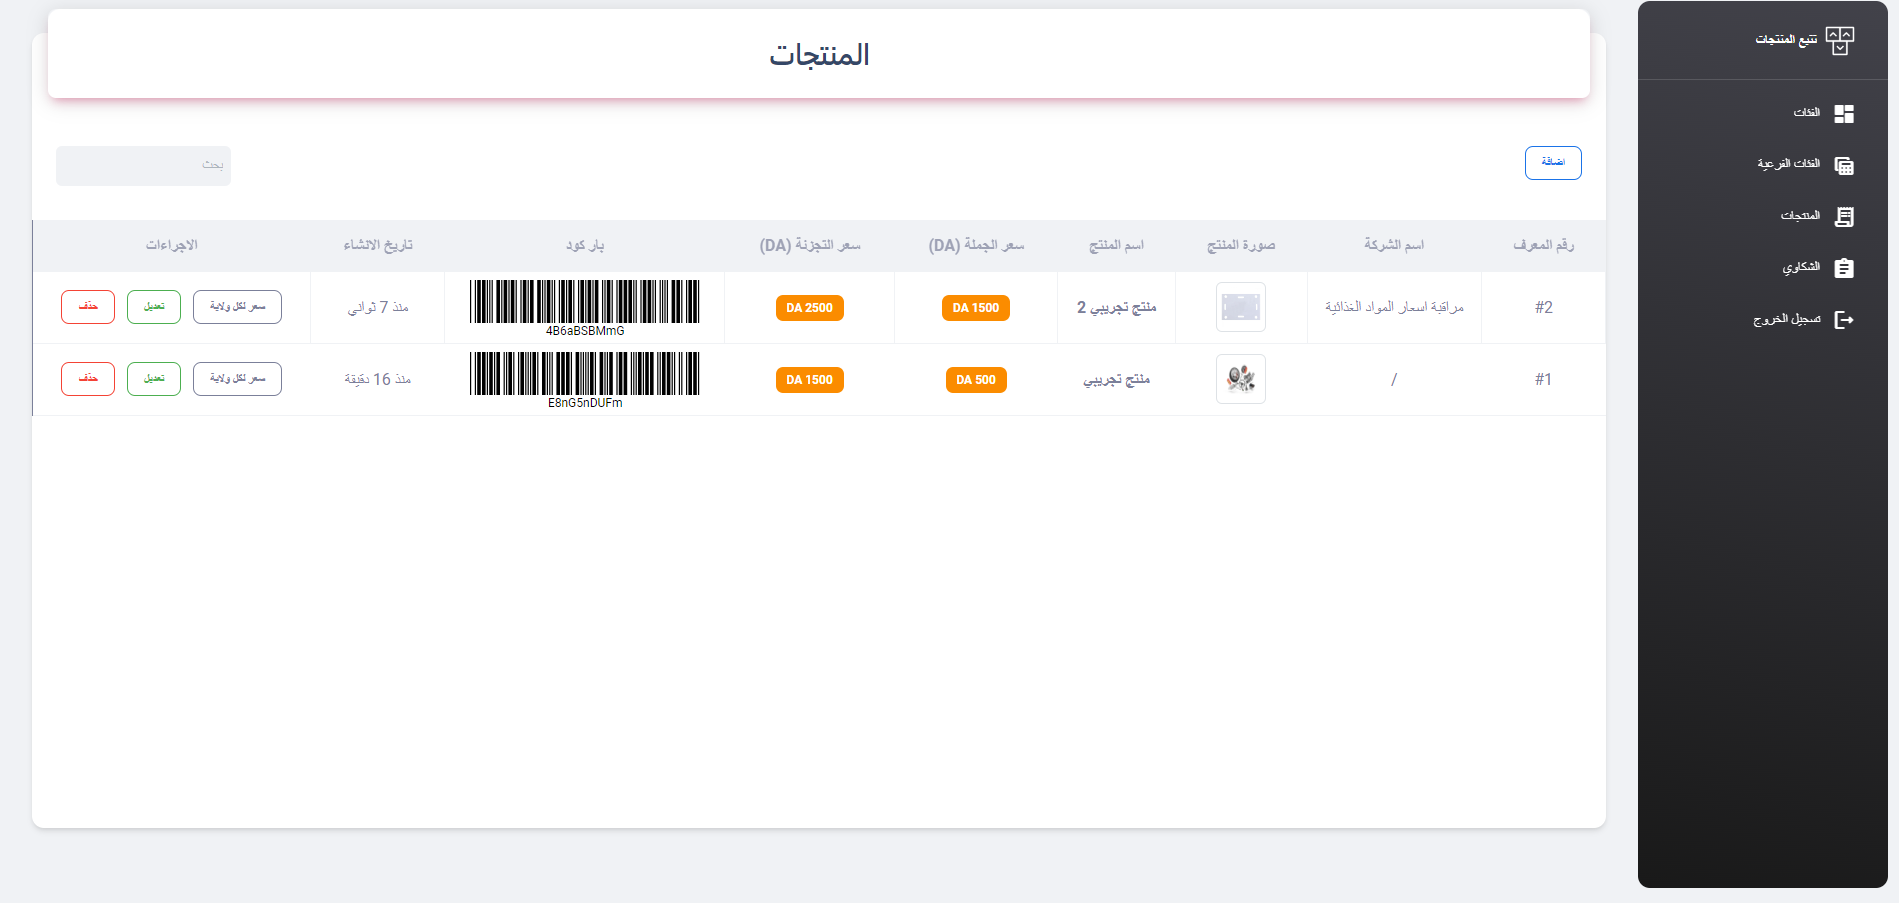 تتبع المنتجات
الفئات
الفئات الفرعية
المنتجات
الشكاوي
تسجيل الخروج
المنتجات
اضافة
بحث
رقم المعرف	اسم الشركة	صورة المنتج	اسم المنتج	سعر الجملة (DA)	سعر التجزئة (DA)	بار كود	تاريخ الانشاء	الاجراءات
#2	مراقبة اسعار المواد الغذائية	منتج تجريبي 2	DA 1500	DA 2500	4B6aBSBMmG	منذ 7 ثواني	سعر لكل ولاية	تعديل	حذف
#1	/	منتج تجريبي	DA 500	DA 1500	E8nG5nDUFm	منذ 16 دقيقة	سعر لكل ولاية	تعديل	حذف